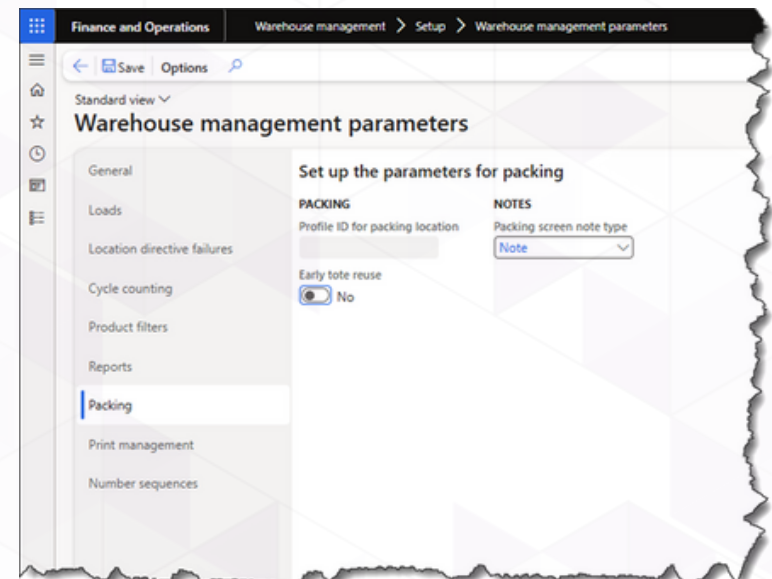 Finance and Operations Warehouse management > Setup > Warehouse management parameters
Save Options
Standard view
Warehouse management parameters
General
Loads
Location directive failures
Cycle counting
Product filters
Reports
Packing
Print management
Number sequences
Set up the parameters for packing
PACKING NOTES
Profile ID for packing location Packing screen note type
Note
Early tote reuse
No